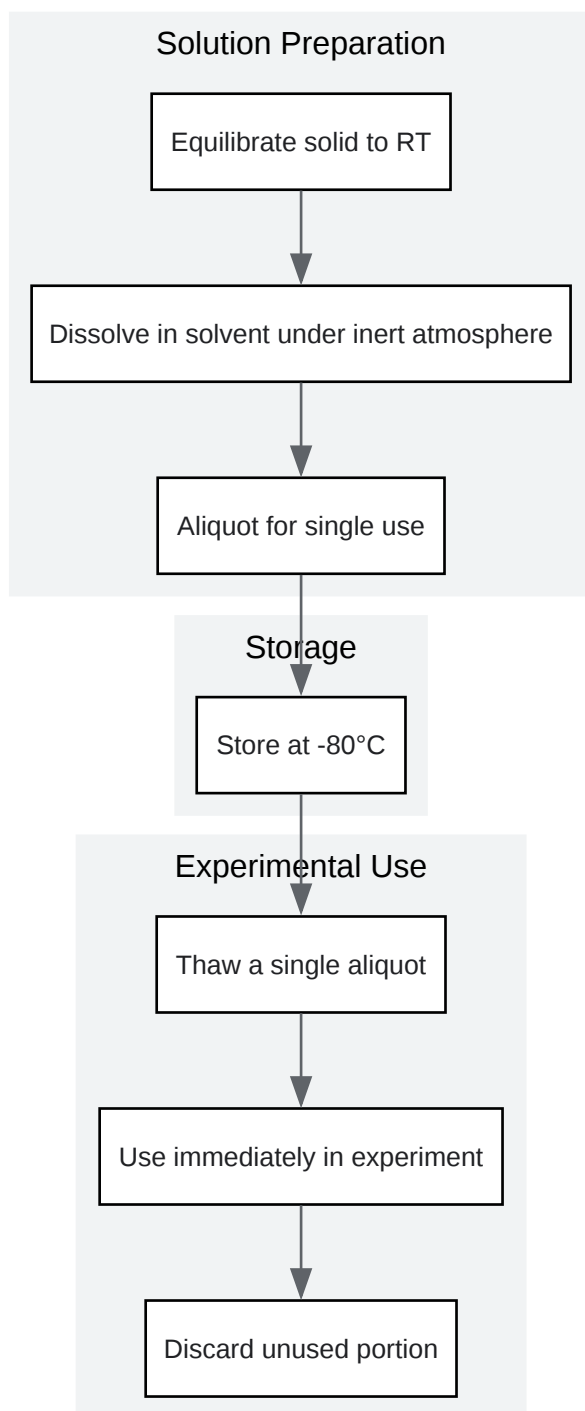 Solution Preparation
Equilibrate solid to RT
Dissolve in solvent under inert atmosphere
Aliquot for single use
Storage
Store at -80°C
Experimental Use
Thaw a single aliquot
Use immediately in experiment
Discard unused portion